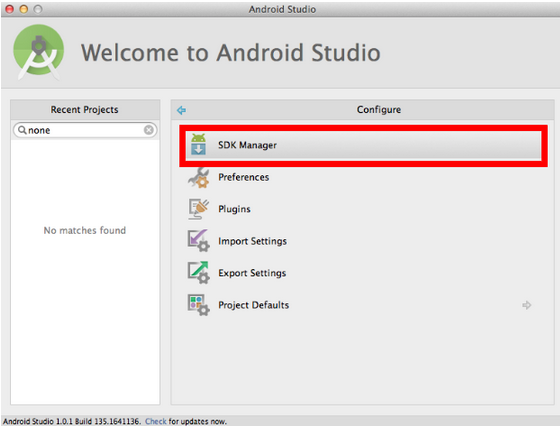 Android Studio
Welcome to Android Studio
Recent Projects
none
No matches found
Configure
SDK Manager
Preferences
Plugins
Import Settings
Export Settings
Project Defaults
Android Studio 1.0.1 Build 135.1641136. Check for updates now.